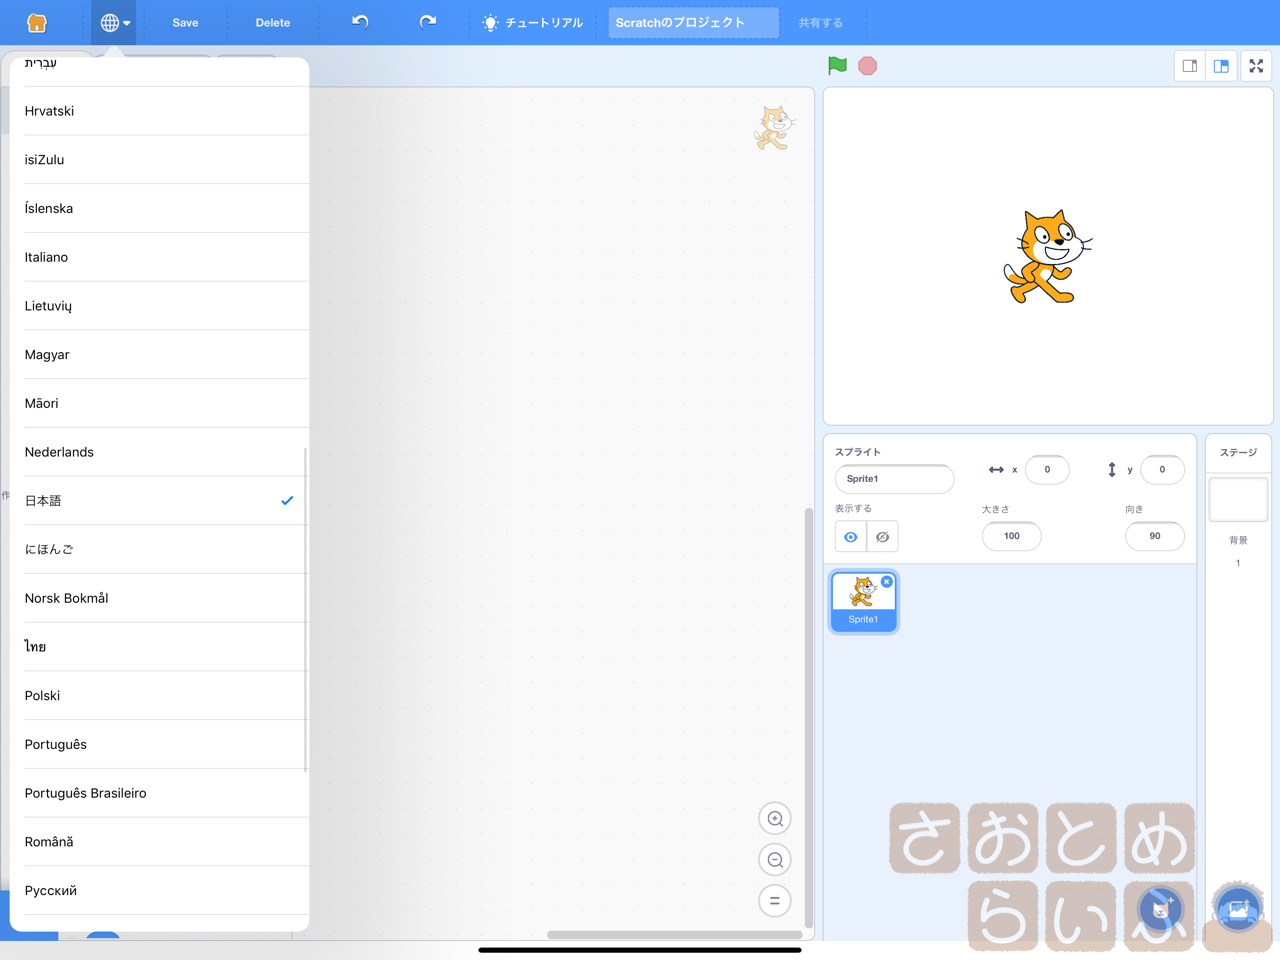 Save
Delete
チュートリアル
Scratchのプロジェクト
共有する
עִבְרִית
Hrvatski
isiZulu
Íslenska
Italiano
Lietuvių
Magyar
Māori
Nederlands
日本語
にほんご
Norsk Bokmål
ไทย
Polski
Português
Português Brasileiro
Română
Русский
作
スプライト
Sprite1
x
0
y
0
表示する
大きさ
100
向き
90
Sprite1
ステージ
背景
1
さおとめ
らいふ